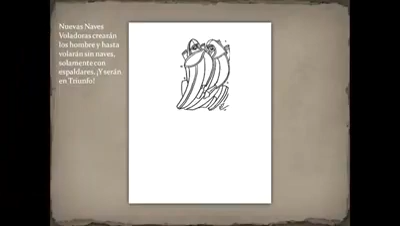 Nuevas Naves
Voladoras crearán
los hombre y hasta
volarán sin naves,
solamente con
espaldares. ¡Y serán
en Triunfo!